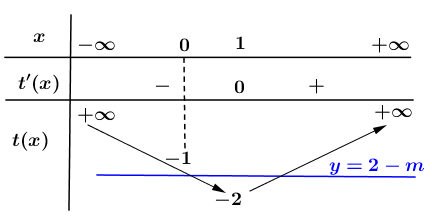 x −∞ 0 1 +∞
t′(x) − 0 +
+∞ +∞
t(x) −1 y = 2 − m
−2